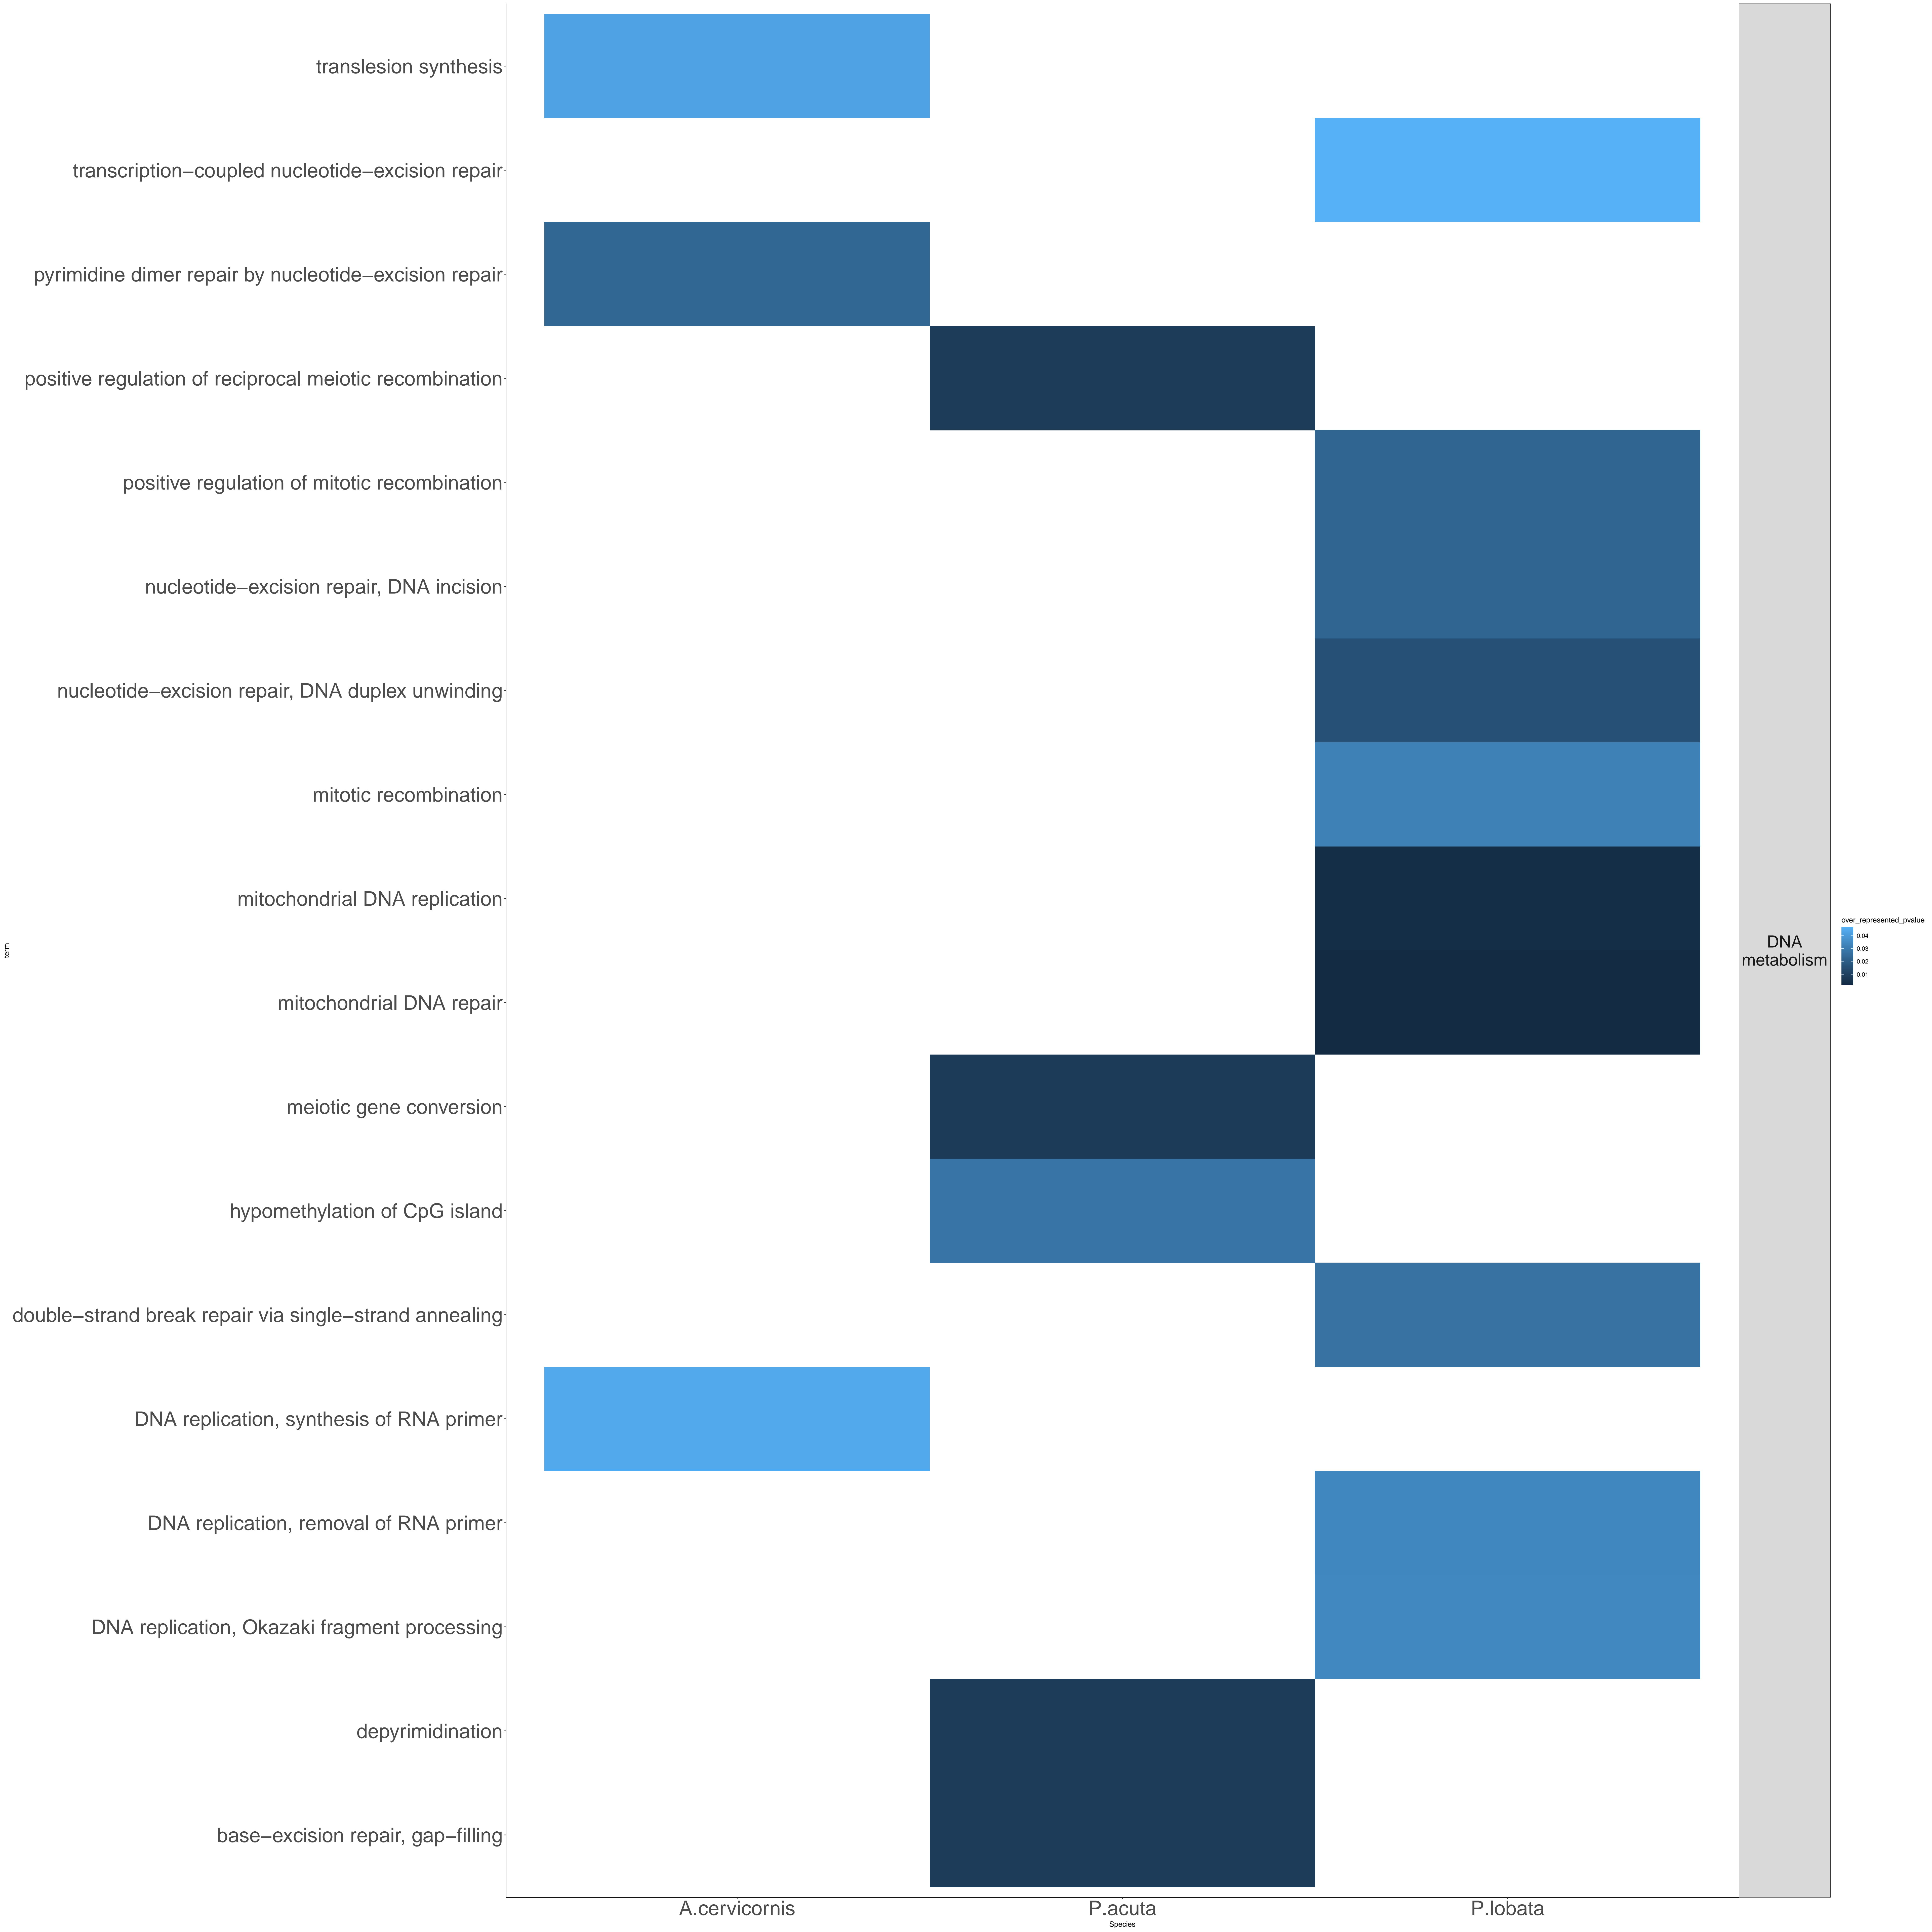 translesion synthesis
transcription−coupled nucleotide−excision repair
pyrimidine dimer repair by nucleotide−excision repair
positive regulation of reciprocal meiotic recombination
positive regulation of mitotic recombination
nucleotide−excision repair, DNA incision
nucleotide−excision repair, DNA duplex unwinding
mitotic recombination
mitochondrial DNA replication
mitochondrial DNA repair
meiotic gene conversion
hypomethylation of CpG island
double−strand break repair via single−strand annealing
DNA replication, synthesis of RNA primer
DNA replication, removal of RNA primer
DNA replication, Okazaki fragment processing
depyrimidination
base−excision repair, gap−filling
term
A.cervicornis
P.acuta
P.lobata
Species
DNA
metabolism
over_represented_pvalue
0.04
0.03
0.02
0.01